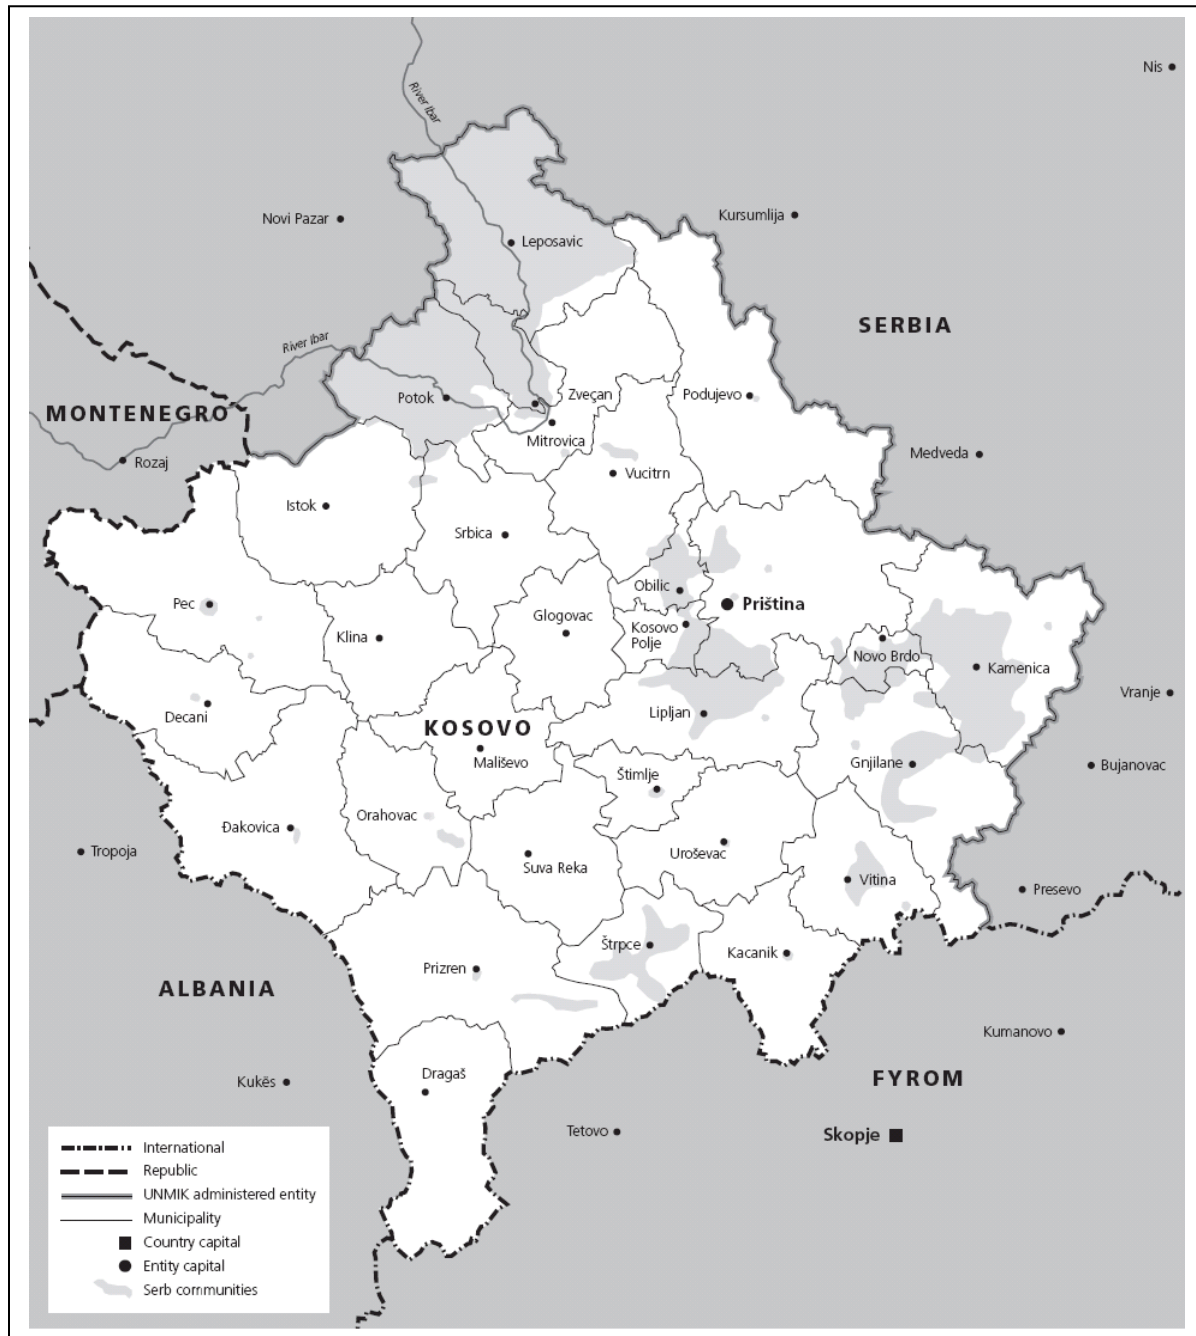 River Ibar
Nis
Novi Pazar
Kursumlija
Leposavic
SERBIA
River Ibar
MONTENEGRO
Potok
Zveçan
Podujevo
Mitrovica
Rozaj
Medveda
Vucitrn
Istok
Srbica
Obilic
Pec
Priština
Glogovac
Kosovo
Polje
Klina
Novo Brdo
Kamenica
Vranje
Decani
Lipljan
KOSOVO
Mališevo
Gnjilane
Bujanovac
Štimlje
Orahovac
Đakovica
Tropoja
Uroševac
Suva Reka
Vitina
Presevo
Štrpce
Kacanik
Prizren
ALBANIA
Kumanovo
Dragaš
Kukës
FYROM
Tetovo
Skopje
International
Republic
UNMIK administered entity
Municipality
Country capital
Entity capital
Serb communities